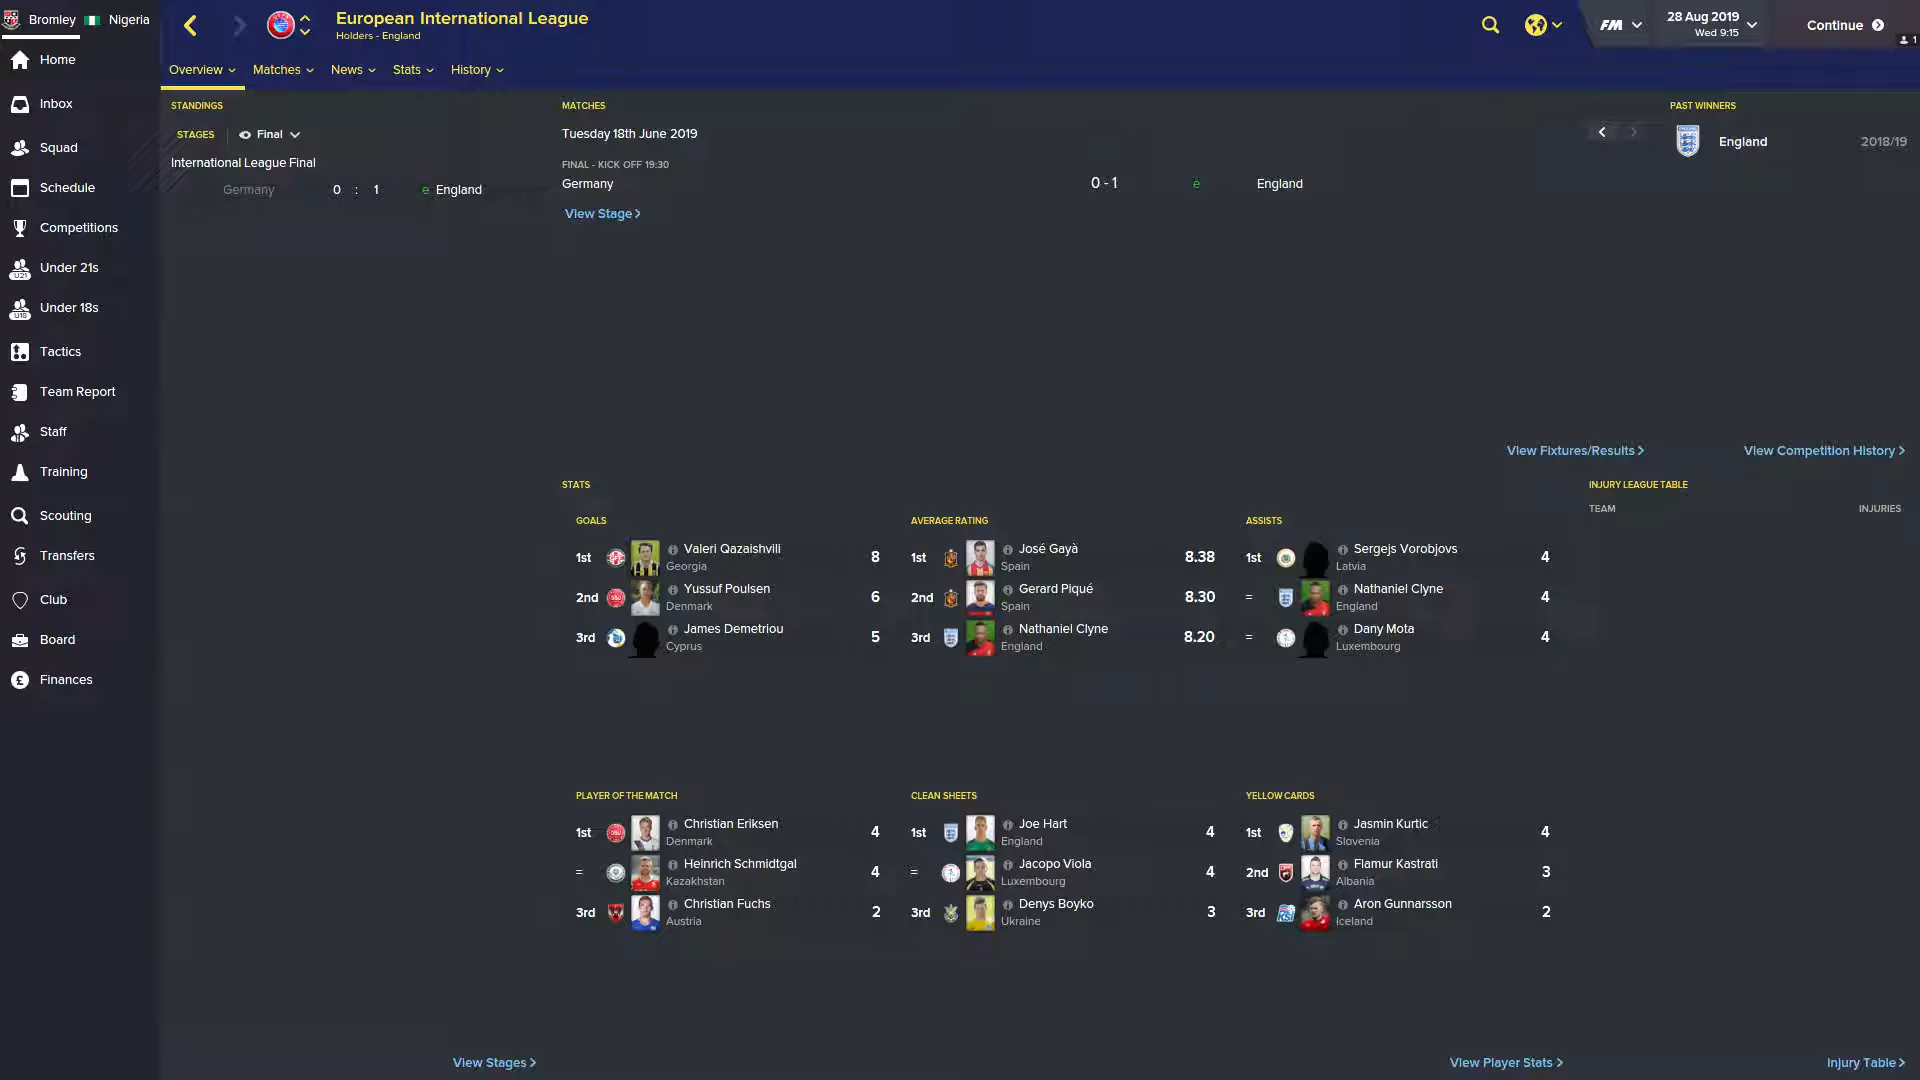 Bromley
Nigeria
Home
Inbox
Squad
Schedule
Competitions
Under 21s
Under 18s
Tactics
Team Report
Staff
Training
Scouting
Transfers
Club
Board
Finances
European International League
Holders - England
FM
28 Aug 2019
Wed 9:15
Continue
1
Overview
Matches
News
Stats
History
STANDINGS
STAGES
Final
International League Final
Germany 0 : 1 e England
View Stages
MATCHES
Tuesday 18th June 2019
FINAL - KICK OFF 19:30
Germany 0 - 1 e England
View Stage
View Fixtures/Results
PAST WINNERS
England 2018/19
View Competition History
STATS
GOALS
1st Valeri Qazaishvili 8
Georgia
2nd Yussuf Poulsen 6
Denmark
3rd James Demetriou 5
Cyprus
AVERAGE RATING
1st José Gayà 8.38
Spain
2nd Gerard Piqué 8.30
Spain
3rd Nathaniel Clyne 8.20
England
ASSISTS
1st Sergejs Vorobjovs 4
Latvia
= Nathaniel Clyne 4
England
= Dany Mota 4
Luxembourg
PLAYER OF THE MATCH
1st Christian Eriksen 4
Denmark
= Heinrich Schmidtgal 4
Kazakhstan
3rd Christian Fuchs 2
Austria
CLEAN SHEETS
1st Joe Hart 4
England
= Jacopo Viola 4
Luxembourg
3rd Denys Boyko 3
Ukraine
YELLOW CARDS
1st Jasmin Kurtic 4
Slovenia
2nd Flamur Kastrati 3
Albania
3rd Aron Gunnarsson 2
Iceland
View Player Stats
INJURY LEAGUE TABLE
TEAM INJURIES
Injury Table